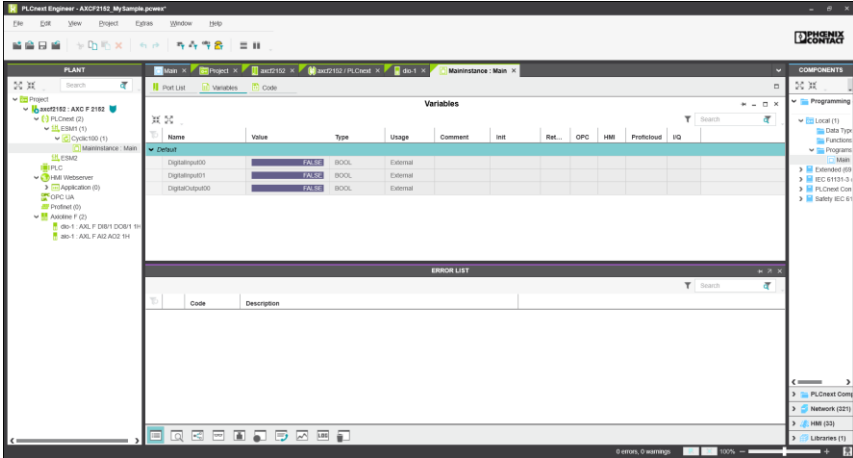 PLCnext Engineer - AXCF2152_MySample.pcwex*
File Edit View Project Extras Window Help
PHŒNIX
CONTACT
PLANT
Search
Project
axcf2152 : AXC F 2152
PLCnext (2)
ESM1 (1)
Cyclic100 (1)
MainInstance : Main
ESM2
PLC
HMI Webserver
Application (0)
OPC UA
Profinet (0)
Axioline F (2)
dio-1 : AXL F DI8/1 DO8/1 1H
aio-1 : AXL F AI2 AO2 1H
Main Project axcf2152 axcf2152 / PLCnext dio-1 MainInstance : Main
Port List Variables Code
Variables
Search
Name Value Type Usage Comment Init Ret... OPC HMI Proficloud I/Q
Default
DigitalInput00 FALSE BOOL External
DigitalInput01 FALSE BOOL External
DigitalOutput00 FALSE BOOL External
ERROR LIST
Search
Code Description
0 errors, 0 warnings 100%
COMPONENTS
Programming
Local (1)
Data Type
Functions
Programs
Main
Extended (69
IEC 61131-3
PLCnext Con
Safety IEC 61
PLCnext Comp
Network (221)
HMI (33)
Libraries (1)